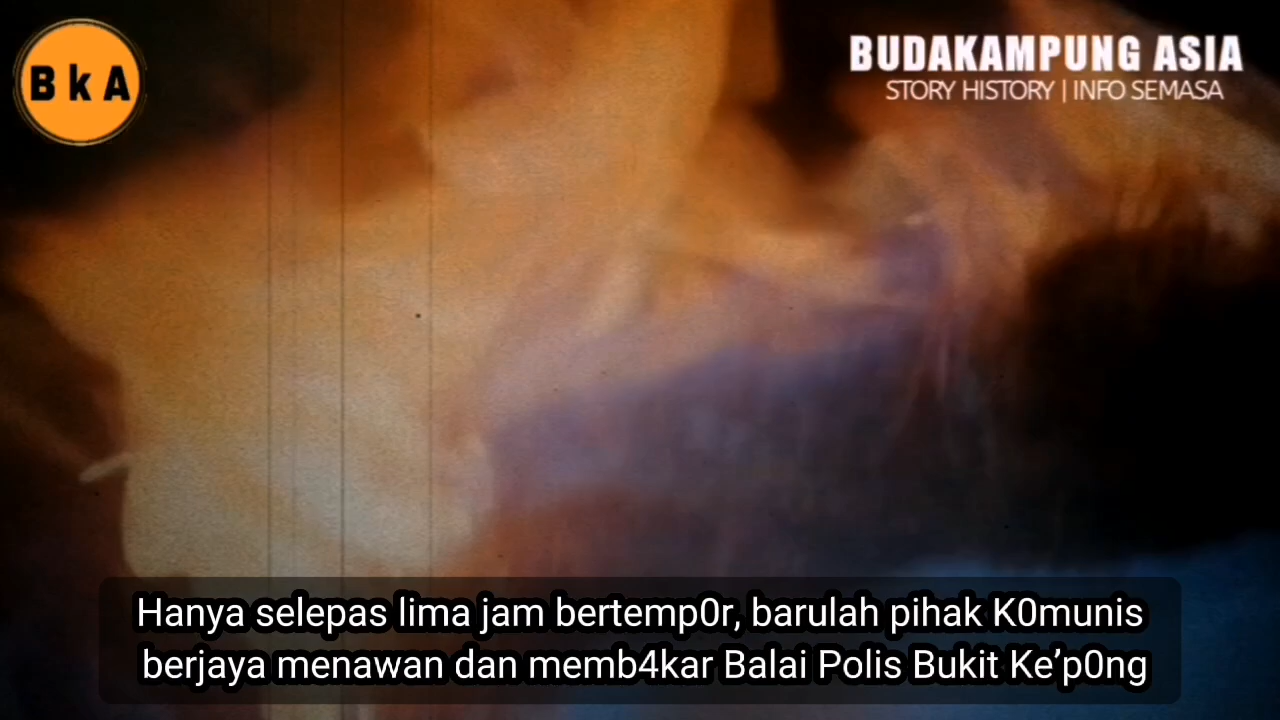 BkA
BUDAKAMPUNG ASIA
STORY HISTORY | INFO SEMASA
Hanya selepas lima jam bertemp0r, barulah pihak K0munis
berjaya menawan dan memb4kar Balai Polis Bukit Ke’p0ng